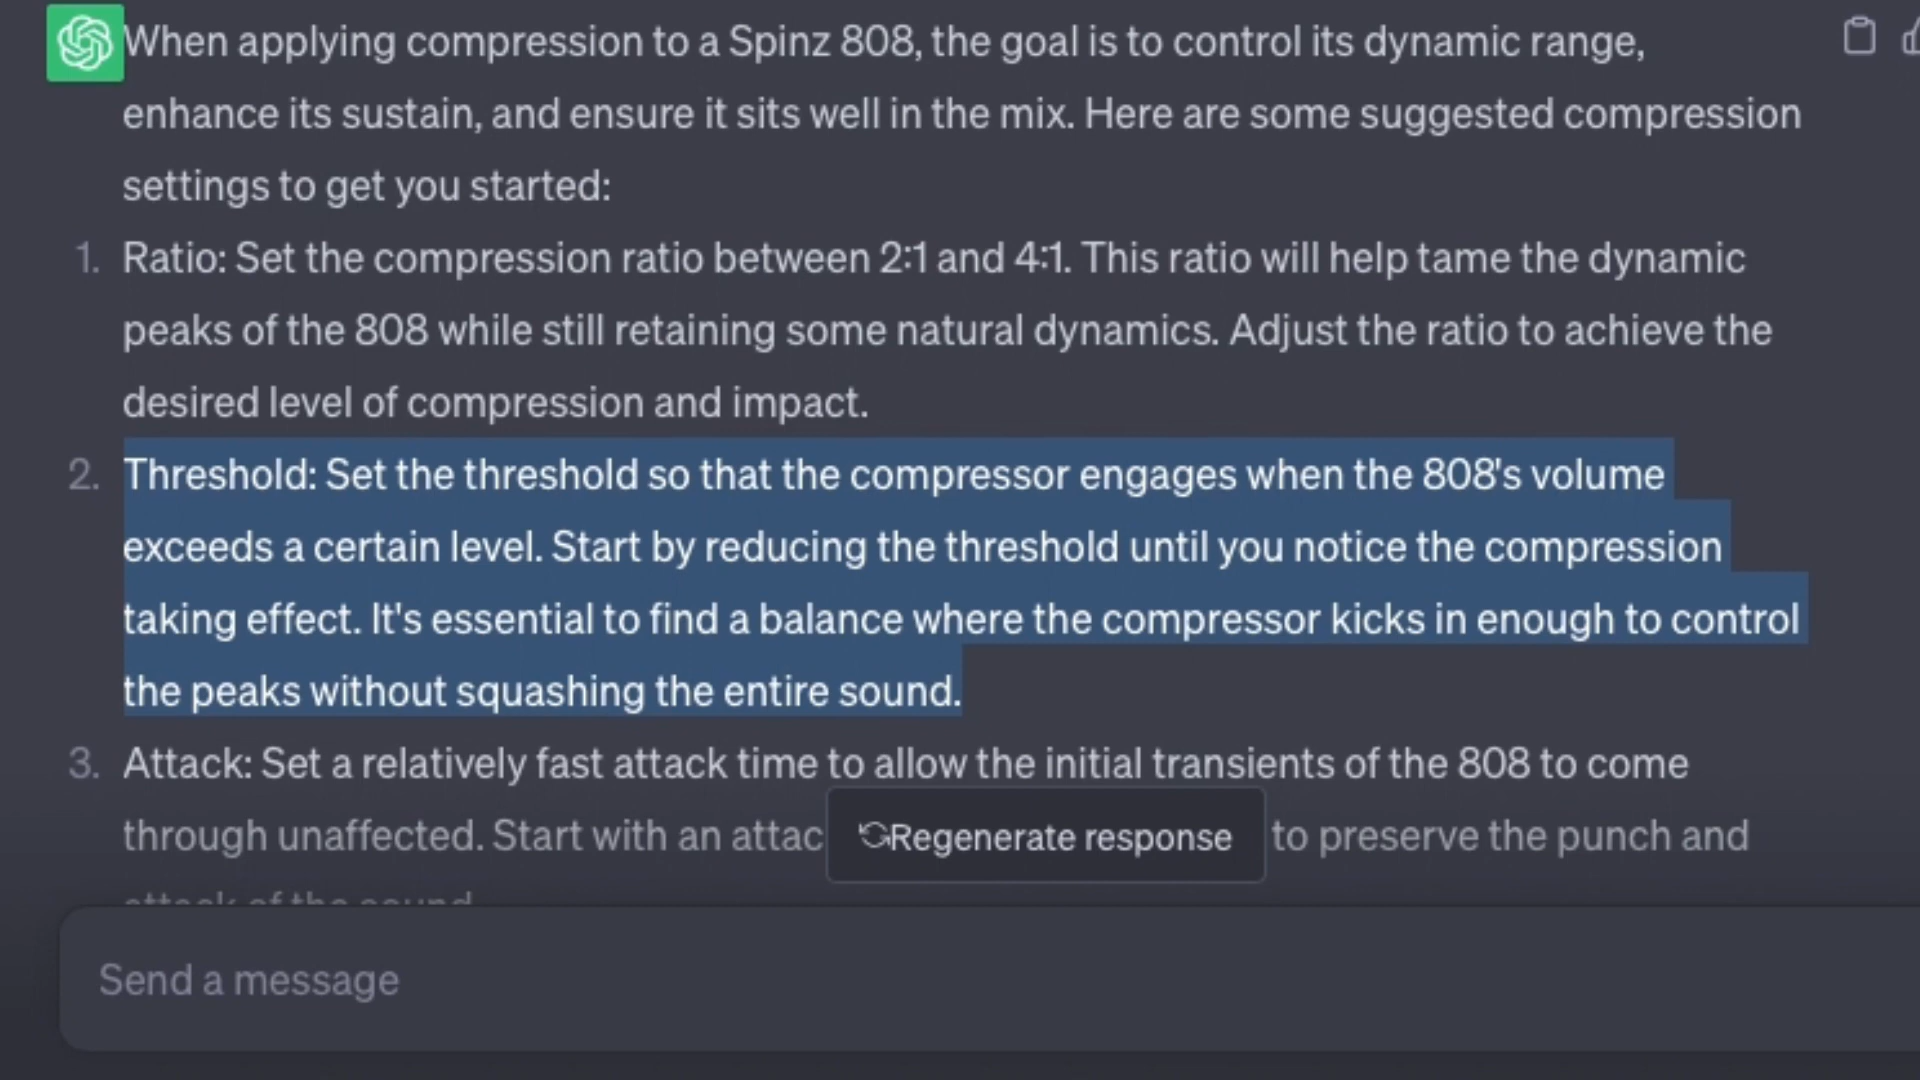 When applying compression to a Spinz 808, the goal is to control its dynamic range,
enhance its sustain, and ensure it sits well in the mix. Here are some suggested compression
settings to get you started:
1. Ratio: Set the compression ratio between 2:1 and 4:1. This ratio will help tame the dynamic
peaks of the 808 while still retaining some natural dynamics. Adjust the ratio to achieve the
desired level of compression and impact.
2. Threshold: Set the threshold so that the compressor engages when the 808's volume
exceeds a certain level. Start by reducing the threshold until you notice the compression
taking effect. It's essential to find a balance where the compressor kicks in enough to control
the peaks without squashing the entire sound.
3. Attack: Set a relatively fast attack time to allow the initial transients of the 808 to come
through unaffected. Start with an attac Regenerate response to preserve the punch and
attack of the sound
Send a message